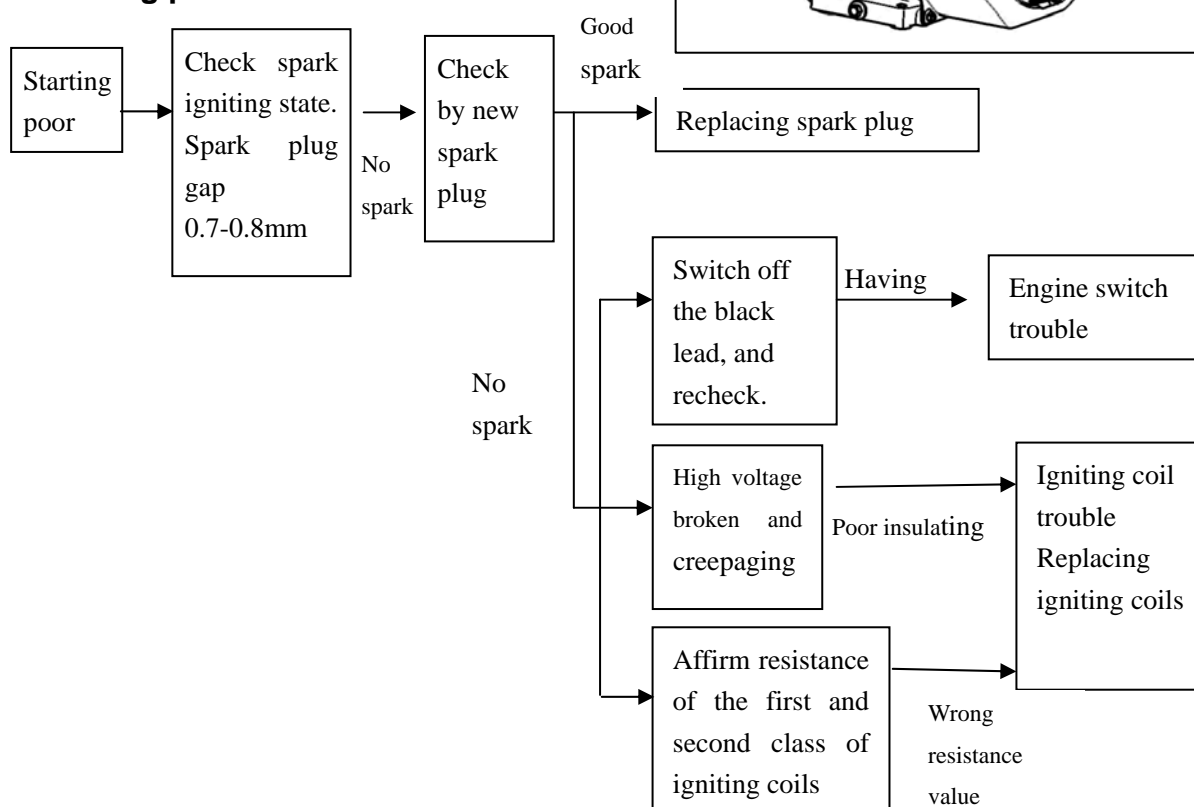 Starting
poor
Check spark
igniting state.
Spark plug
gap
0.7-0.8mm
No
spark
Check
by new
spark
plug
Good
spark
Replacing spark plug
No
spark
Switch off
the black
lead, and
recheck.
Having
Engine switch
trouble
High voltage
broken and
creepaging
Poor insulating
Igniting coil
trouble
Replacing
igniting coils
Affirm resistance
of the first and
second class of
igniting coils
Wrong
resistance
value